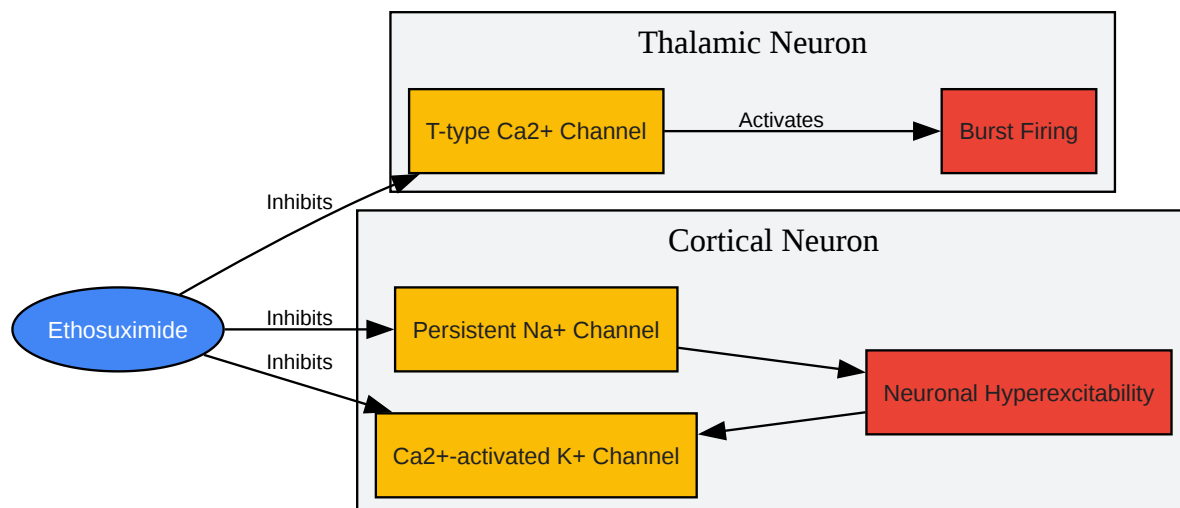 Thalamic Neuron
T-type Ca2+ Channel
Activates
Burst Firing
Inhibits
Cortical Neuron
Ethosuximide
Inhibits
Persistent Na+ Channel
Inhibits
Neuronal Hyperexcitability
Ca2+-activated K+ Channel